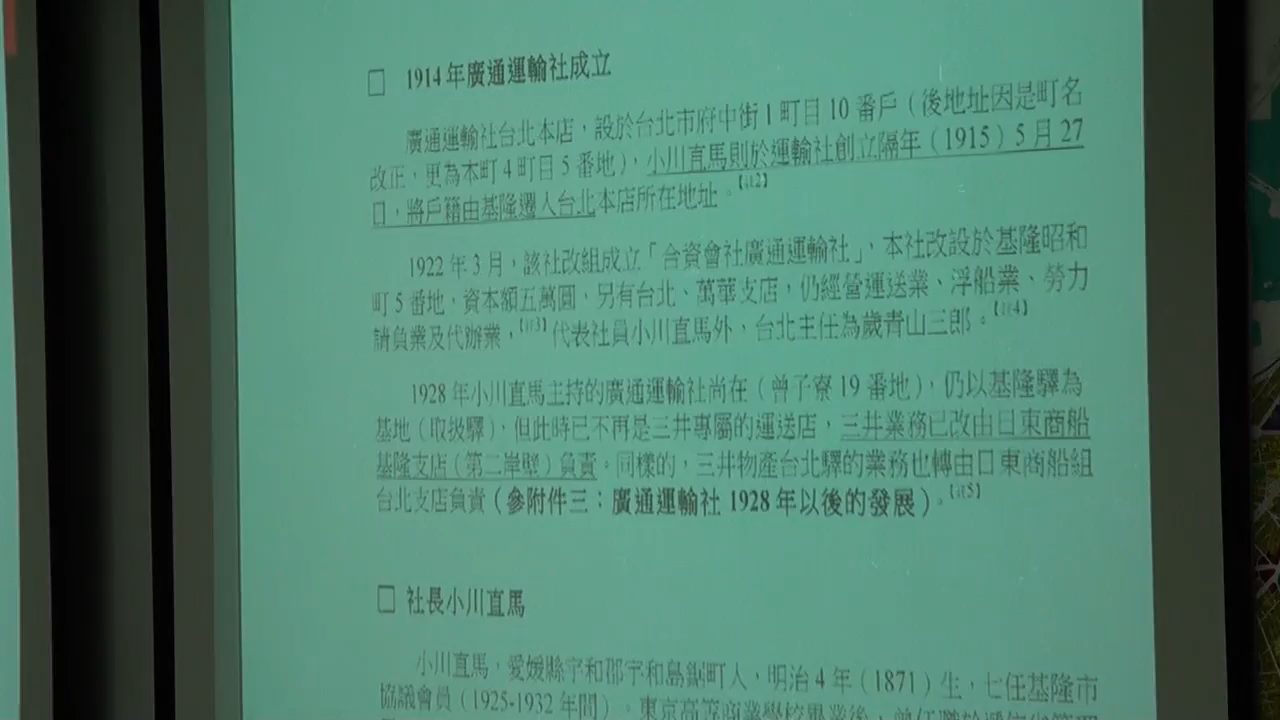 □ 1914年廣通運輸社成立
廣通運輸社台北本店，設於台北市府中街1町目10番戶（後地址因是町名
改正，更為本町4町目5番地），小川直馬則於運輸社創立隔年（1915）5月27
日，將戶籍由基隆遷入台北本店所在地址。【註2】
1922年3月，該社改組成立「合資會社廣通運輸社」，本社改設於基隆昭和
町5番地，資本額五萬圓，另有台北、萬華支店，仍經營運送業、浮船業、勞力
請負業及代辦業，【註3】代表社員小川直馬外，台北主任為歲青山三郎。【註4】
1928年小川直馬主持的廣通運輸社尚在（曾子寮19番地），仍以基隆驛為
基地（取扱驛），但此時已不再是三井專屬的運送店，三井業務已改由日東商船
基隆支店（第二岸壁）負責。同樣的，三井物產台北驛的業務也轉由日東商船組
台北支店負責（參附件三：廣通運輸社1928年以後的發展）。【註5】
□ 社長小川直馬
小川直馬，愛媛縣宇和郡宇和島鋸町人，明治4年（1871）生，七任基隆市
協議會員（1925-1932年間）。東京高等商業學校畢業後，曾任職於遞信省管理